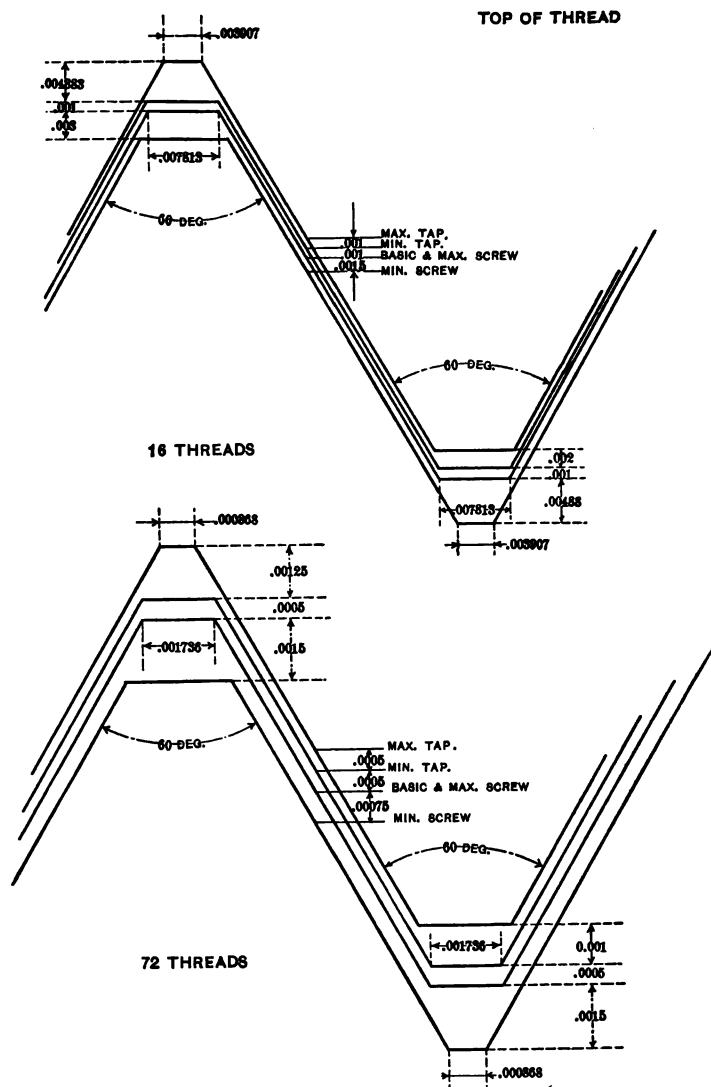 TOP OF THREAD
.003907
.004883
.001
.003
.007813
60 DEG.
MAX. TAP.
.001 MIN. TAP.
.001 BASIC & MAX. SCREW
.0015 MIN. SCREW
60 DEG.
16 THREADS
.002
.001
.007813
.00488
.003907
.000868
.00125
.0005
.0015
.001736
60 DEG.
MAX. TAP.
.0005
MIN. TAP.
.0005
BASIC & MAX. SCREW
.00075
MIN. SCREW
60 DEG.
.001736
0.001
72 THREADS
.0005
.0015
.000868